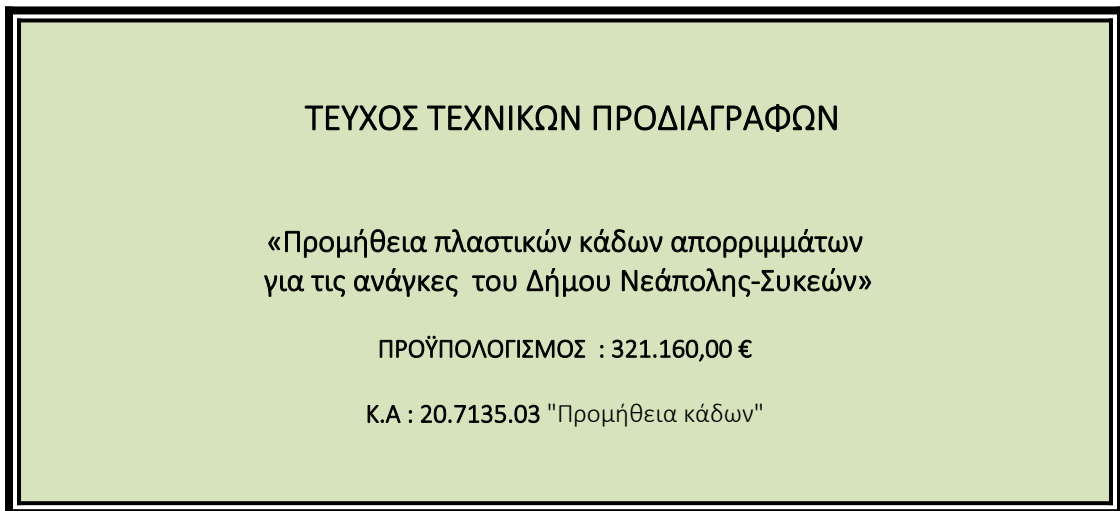 ΤΕΥΧΟΣ ΤΕΧΝΙΚΩΝ ΠΡΟΔΙΑΓΡΑΦΩΝ
«Προμήθεια πλαστικών κάδων απορριμμάτων
για τις ανάγκες του Δήμου Νεάπολης-Συκεών»
ΠΡΟΫΠΟΛΟΓΙΣΜΟΣ : 321.160,00 €
Κ.Α : 20.7135.03 "Προμήθεια κάδων"